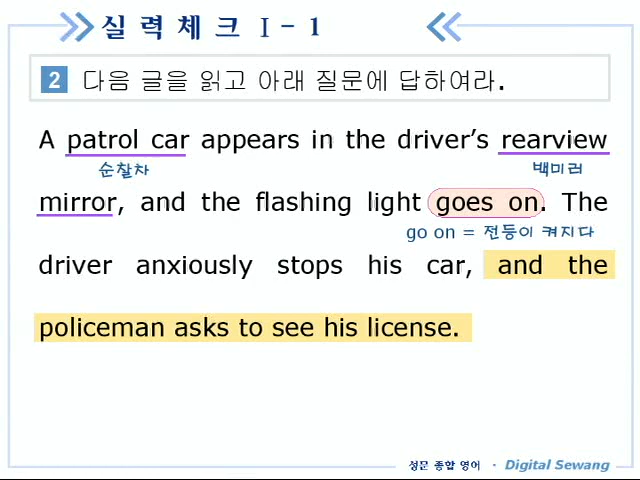 실 력 체 크 I - 1
2 다음 글을 읽고 아래 질문에 답하여라.
A patrol car appears in the driver's rearview
순찰차 백미러
mirror, and the flashing light goes on. The
go on = 전등이 켜지다
driver anxiously stops his car, and the
policeman asks to see his license.
성문 종합 영어 · Digital Sewang